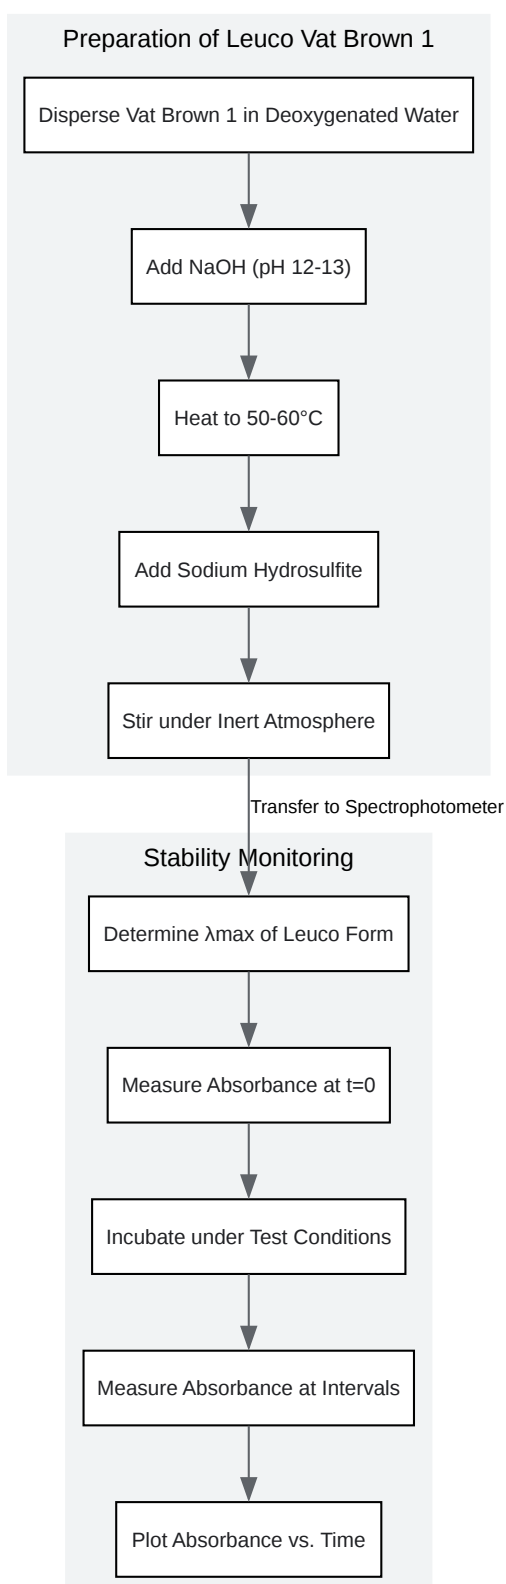 Preparation of Leuco Vat Brown 1
Disperse Vat Brown 1 in Deoxygenated Water
Add NaOH (pH 12-13)
Heat to 50-60°C
Add Sodium Hydrosulfite
Stir under Inert Atmosphere
Transfer to Spectrophotometer
Stability Monitoring
Determine λmax of Leuco Form
Measure Absorbance at t=0
Incubate under Test Conditions
Measure Absorbance at Intervals
Plot Absorbance vs. Time